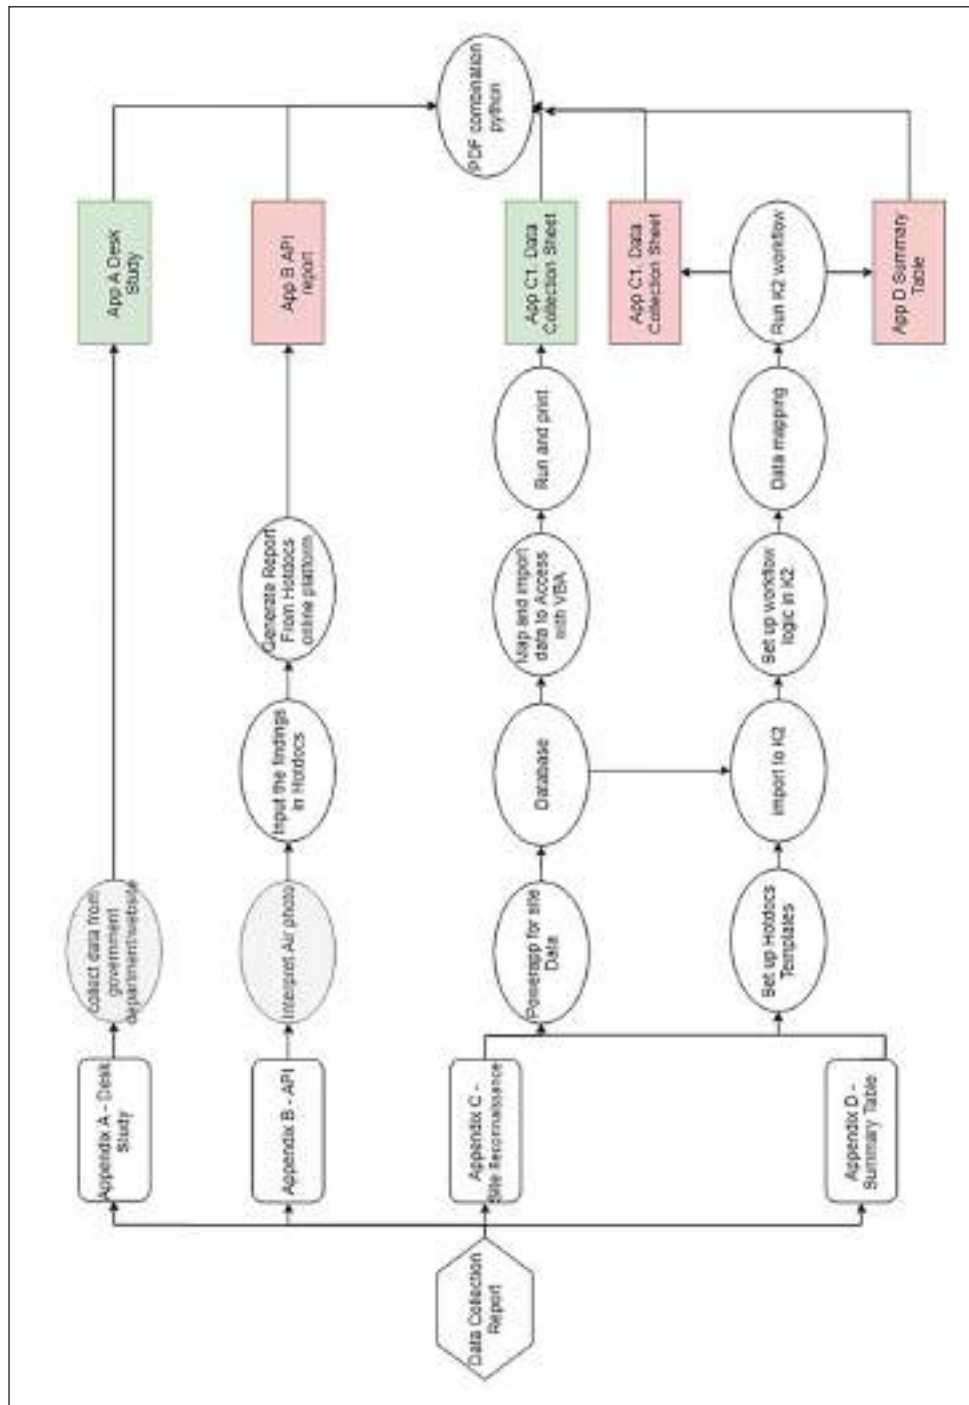 Data Collection
Report
Appendix A - Desk
Study
collect data from
government
department/website
App A Desk
Study
Appendix B - API
Interpret Air photo
Input the findings
in Hotdocs
Generate Report
From Hotdocs
online platform
App B API
report
PDF combination
python
Appendix C -
Site Reconnaissance
Powerapp for site
Data
Database
Map and import
data to Access
with VBA
Run and print
App C1. Data
Collection Sheet
App C1. Data
Collection Sheet
Appendix D -
Summary Table
Set up Hotdocs
Templates
import to K2
Set up workflow
logic in K2
Data mapping
Run K2 workflow
App D Summary
Table